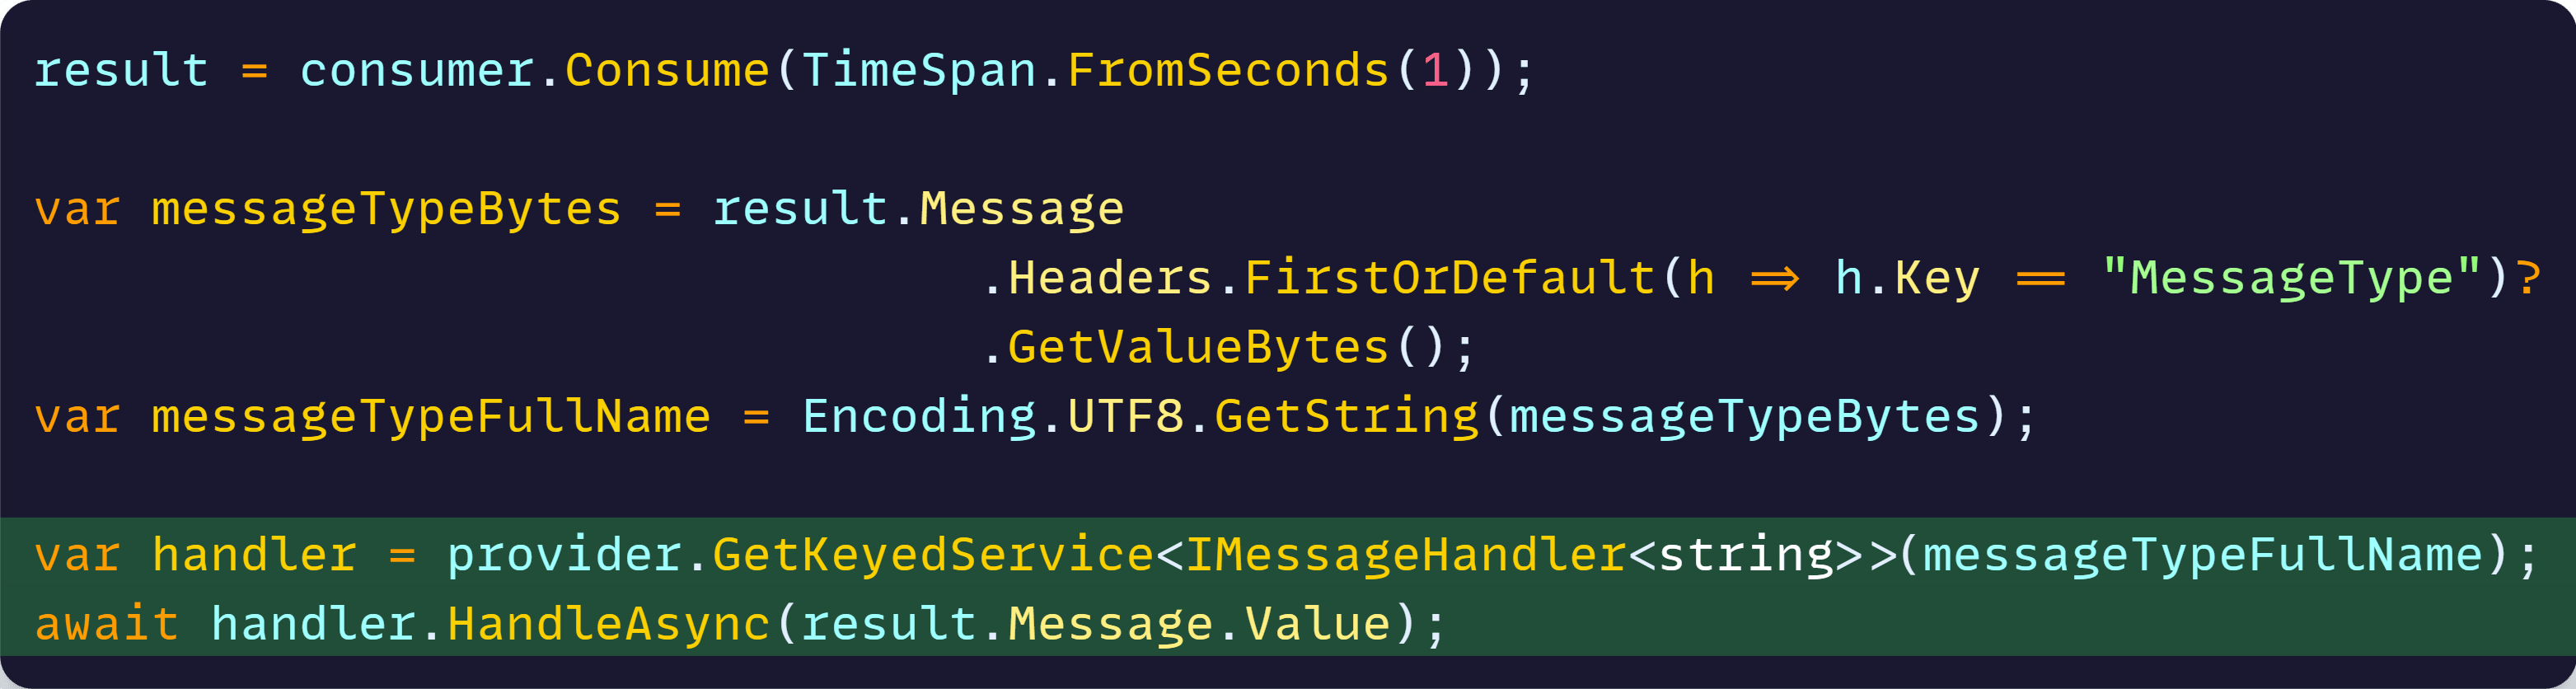 result = consumer.Consume(TimeSpan.FromSeconds(1));
var messageTypeBytes = result.Message
.Headers.FirstOrDefault(h => h.Key == "MessageType")?
.GetValueBytes();
var messageTypeFullName = Encoding.UTF8.GetString(messageTypeBytes);
var handler = provider.GetKeyedService<IMessageHandler<string>>(messageTypeFullName);
await handler.HandleAsync(result.Message.Value);